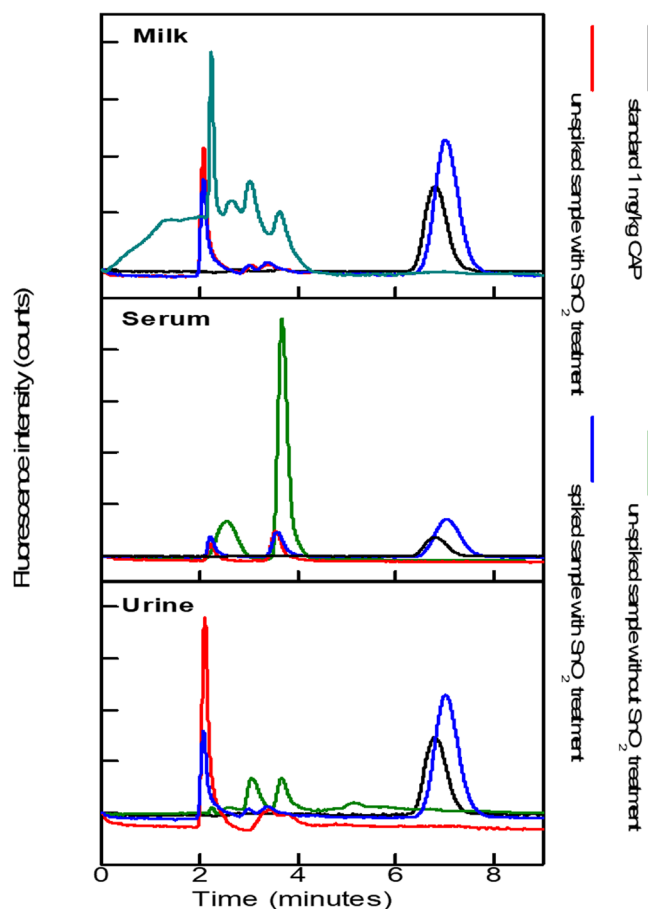 Milk
Serum
Urine
Fluorescence intensity (counts)
0
2
4
6
8
Time (minutes)
standard 1 mg/kg CAP
un-spiked sample with SnO2 treatment
un-spiked sample without SnO2 treatment
spiked sample with SnO2 treatment